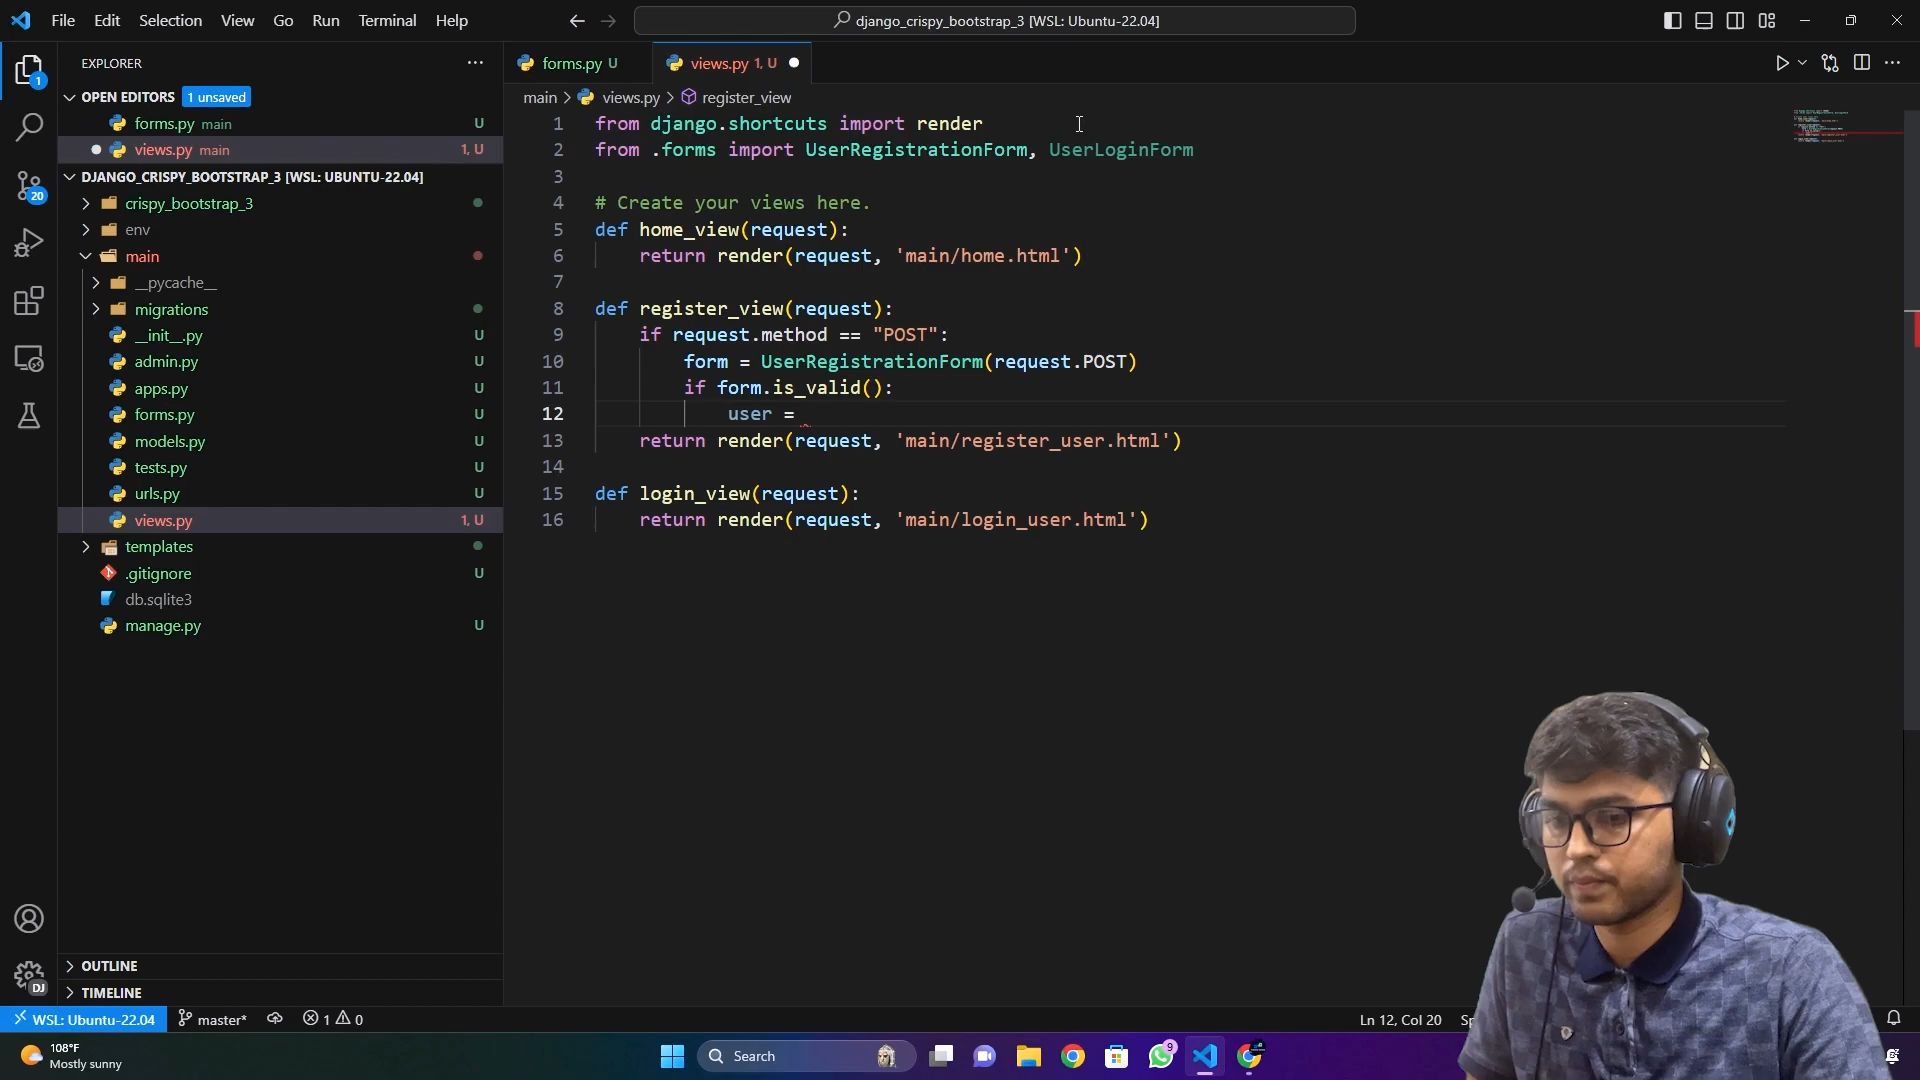 File Edit Selection View Go Run Terminal Help
django_crispy_bootstrap_3 [WSL: Ubuntu-22.04]
EXPLORER
OPEN EDITORS 1 unsaved
forms.py main U
views.py main 1, U
DJANGO_CRISPY_BOOTSTRAP_3 [WSL: UBUNTU-22.04]
crispy_bootstrap_3
env
main
__pycache__
migrations
__init__.py U
admin.py U
apps.py U
forms.py U
models.py U
tests.py U
urls.py U
views.py 1, U
templates
.gitignore U
db.sqlite3
manage.py U
OUTLINE
TIMELINE
1
20
DJ
forms.py U
views.py 1, U
main > views.py > register_view
1 from django.shortcuts import render
2 from .forms import UserRegistrationForm, UserLoginForm
3
4 # Create your views here.
5 def home_view(request):
6 return render(request, 'main/home.html')
7
8 def register_view(request):
9 if request.method == "POST":
10 form = UserRegistrationForm(request.POST)
11 if form.is_valid():
12 user =
13 return render(request, 'main/register_user.html')
14
15 def login_view(request):
16 return render(request, 'main/login_user.html')
WSL: Ubuntu-22.04 master* 1 0 Ln 12, Col 20
108°F
Mostly sunny
Search
9